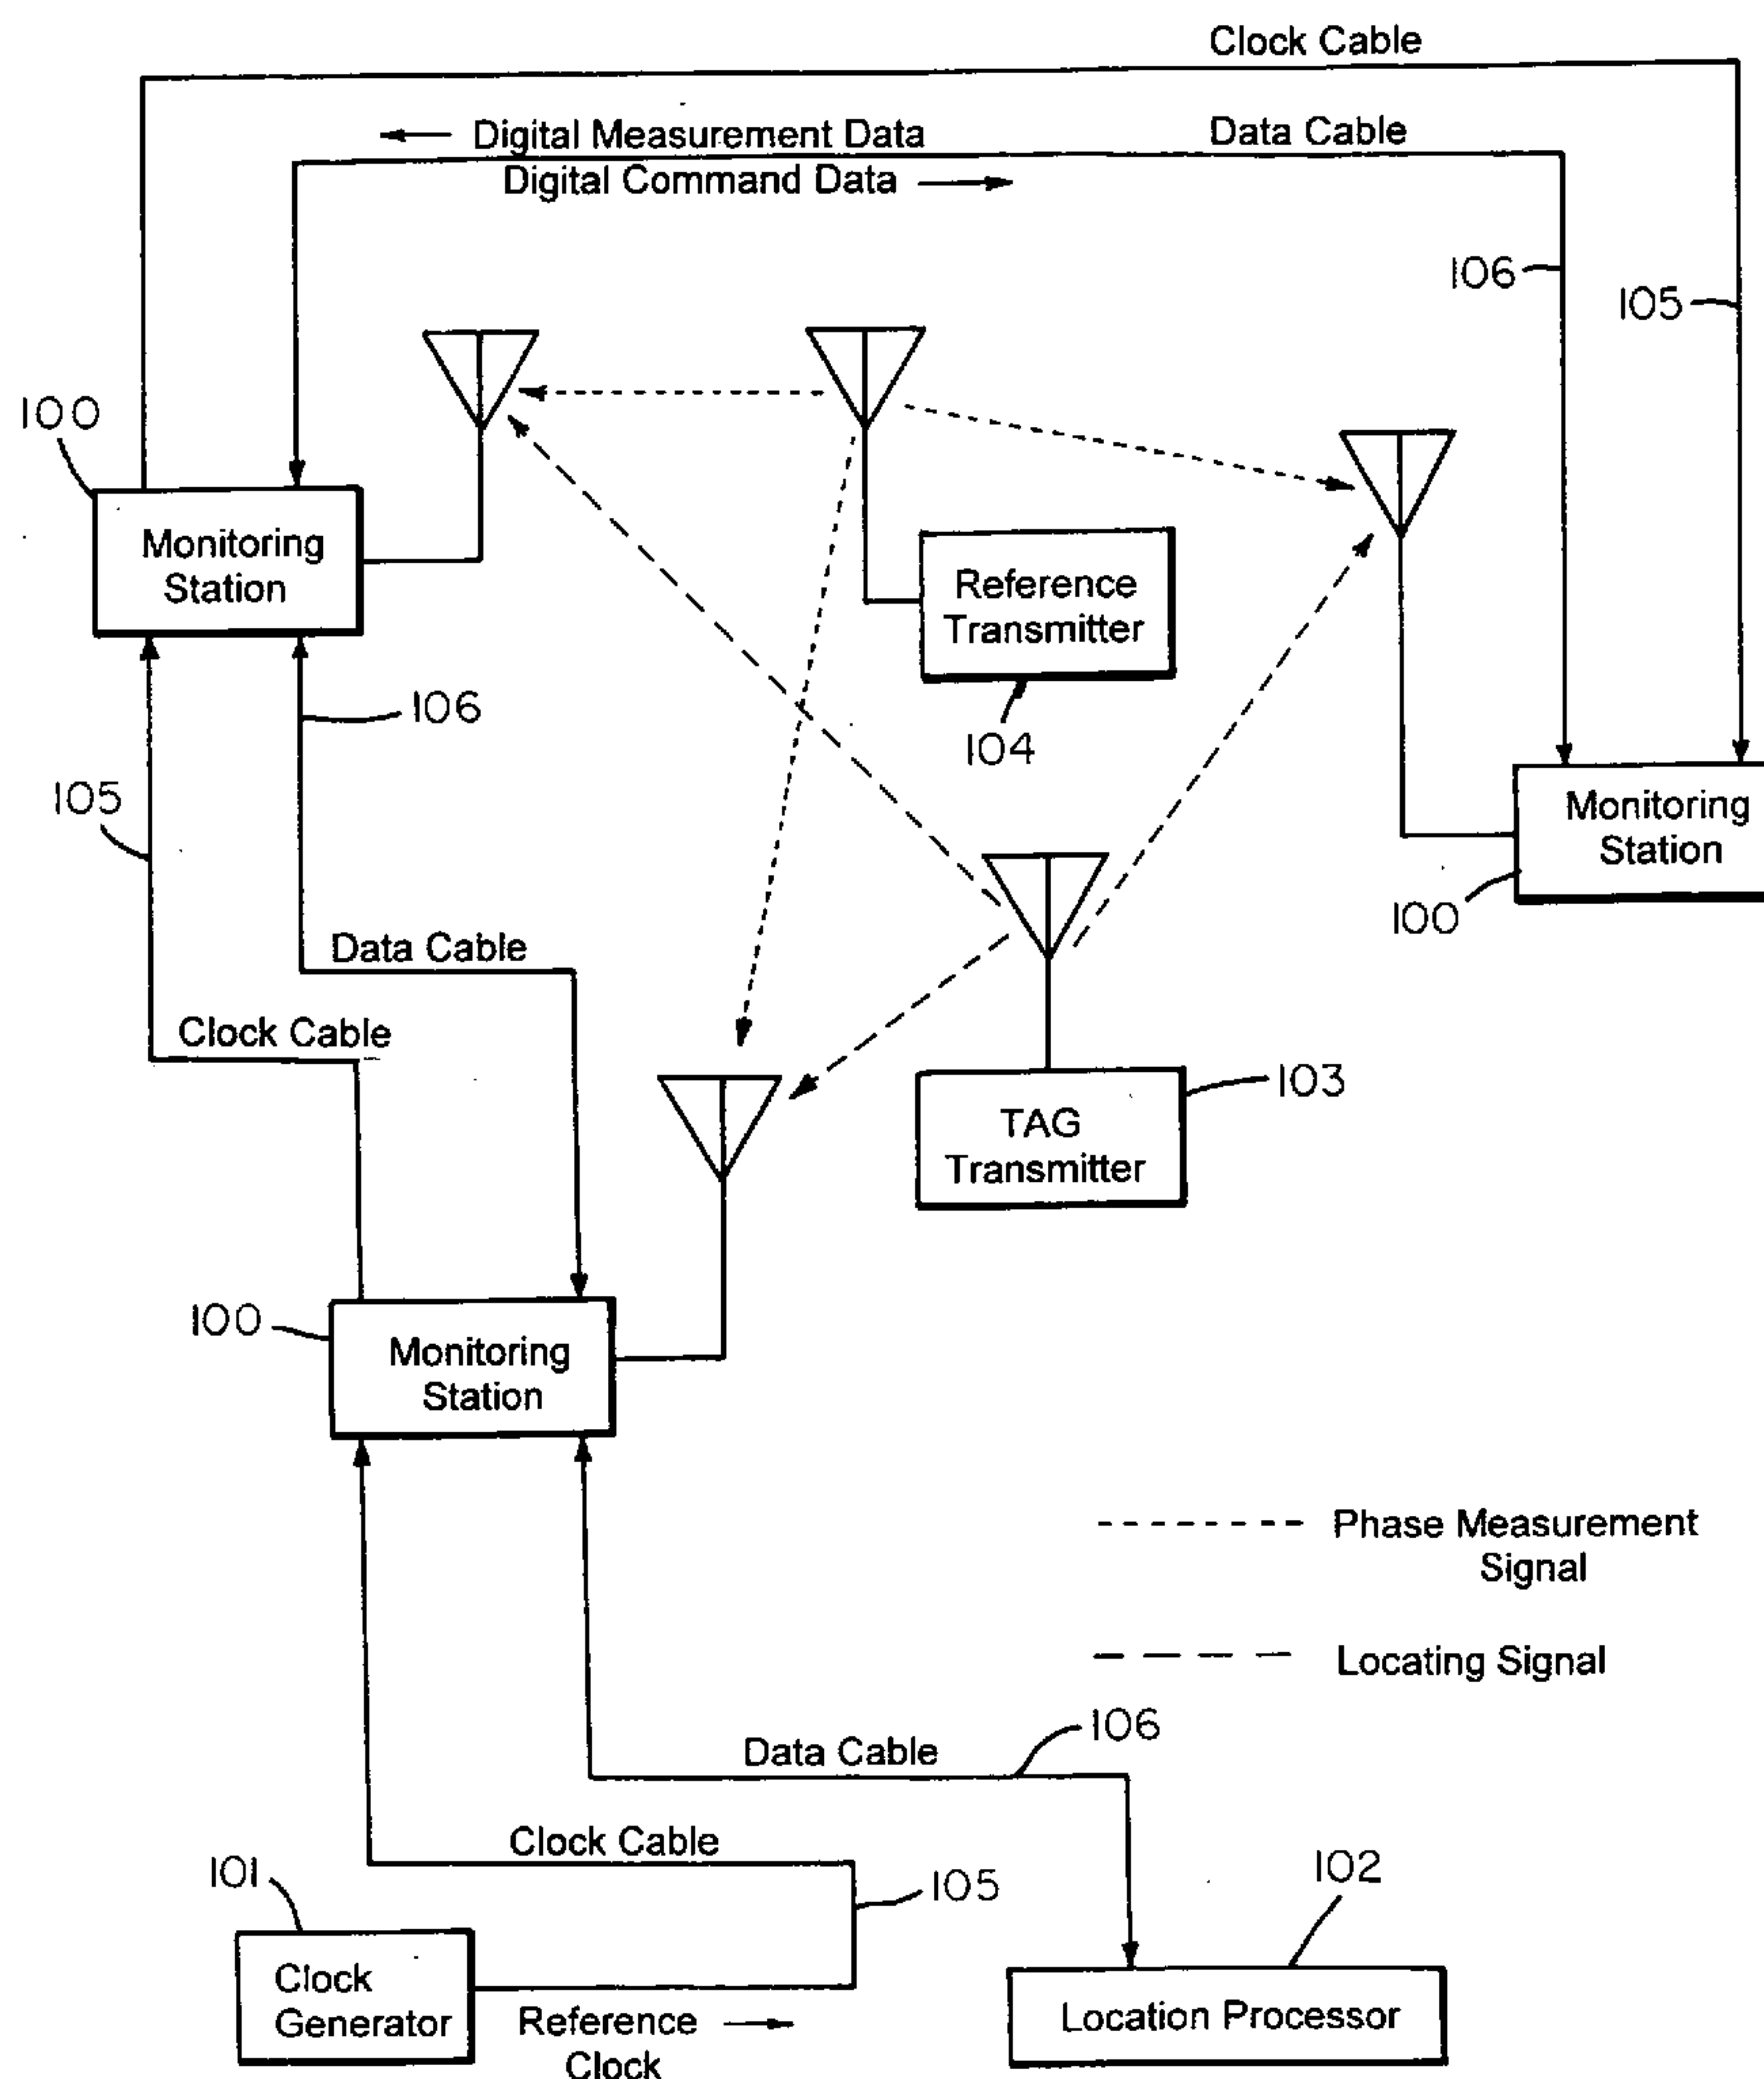 Clock Cable
Digital Measurement Data
Data Cable
Digital Command Data
106
105
100
Monitoring
Station
Reference
Transmitter
106
104
105
Monitoring
Station
100
Data Cable
Clock Cable
103
TAG
Transmitter
100
Monitoring
Station
Phase Measurement
Signal
Locating Signal
106
Data Cable
Clock Cable
101
105
102
Clock
Generator
Reference
Clock
Location Processor